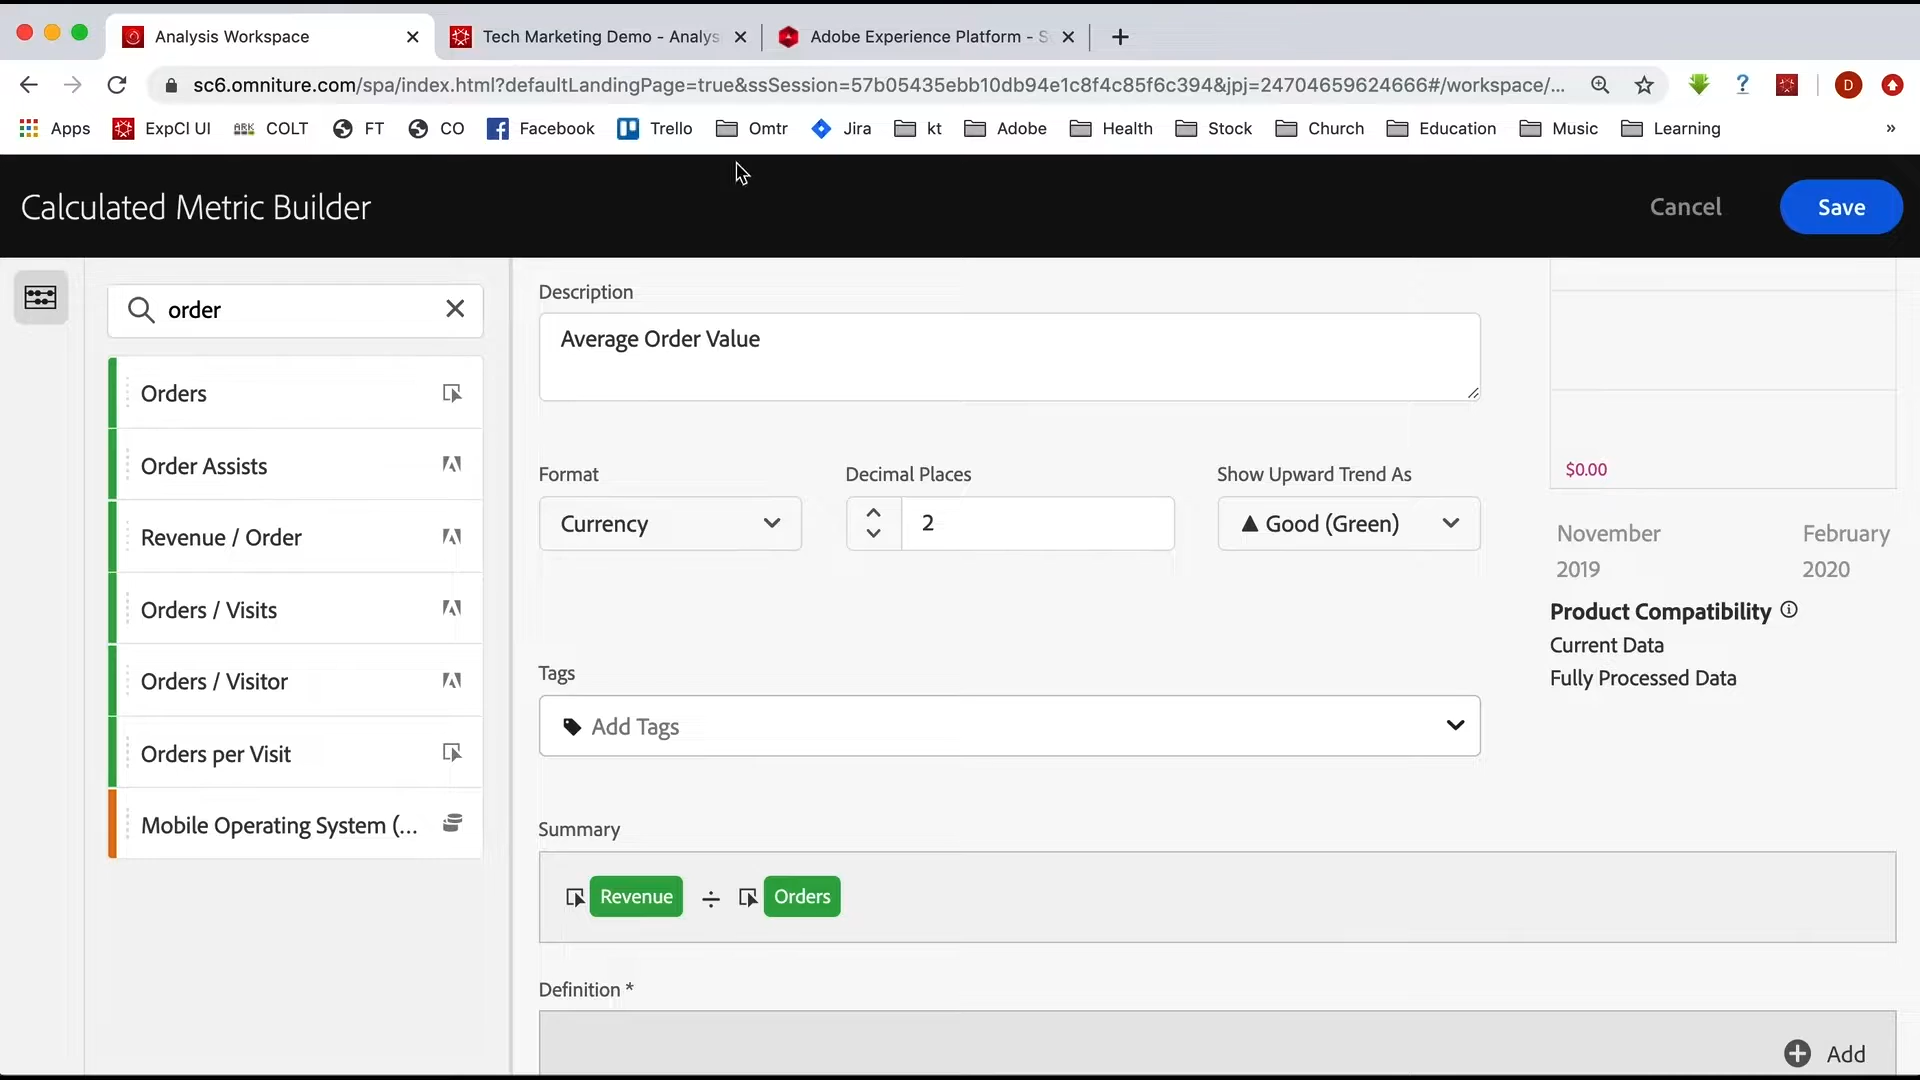 Analysis Workspace
Tech Marketing Demo - Analys
Adobe Experience Platform - S
sc6.omniture.com/spa/index.html?defaultLandingPage=true&ssSession=57b05435ebb10db94e1c8f4c85f6c394&jpj=24704659624666#/workspace/...
D
Apps
ExpCl UI
ARK COLT
FT
CO
Facebook
Trello
Omtr
Jira
kt
Adobe
Health
Stock
Church
Education
Music
Learning
»
Calculated Metric Builder
Cancel
Save
order
Orders
Order Assists
Revenue / Order
Orders / Visits
Orders / Visitor
Orders per Visit
Mobile Operating System (...
Description
Average Order Value
Format
Decimal Places
Show Upward Trend As
Currency
2
▲ Good (Green)
Tags
Add Tags
Summary
Revenue ÷ Orders
Definition *
Add
$0.00
November 2019
February 2020
Product Compatibility
Current Data
Fully Processed Data